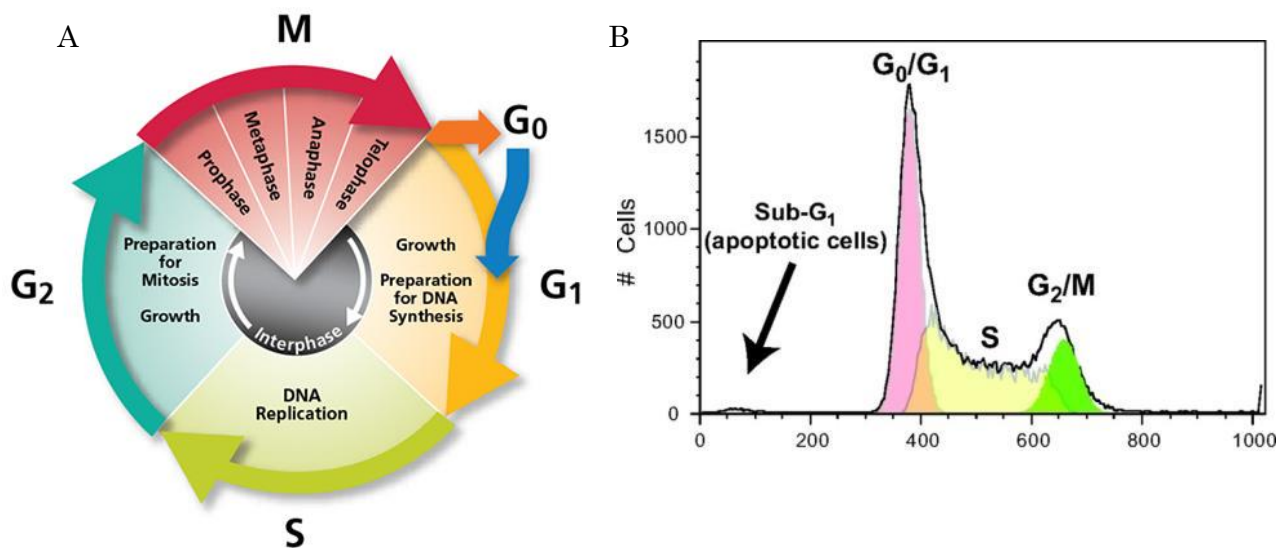 A
M
Prophase
Metaphase
Anaphase
Telophase
G0
G2
Preparation
for
Mitosis
Growth
Growth
Preparation
for DNA
Synthesis
G1
Interphase
DNA
Replication
S
B
# Cells
1500
1000
500
0
G0/G1
Sub-G1
(apoptotic cells)
S
G2/M
0 200 400 600 800 1000